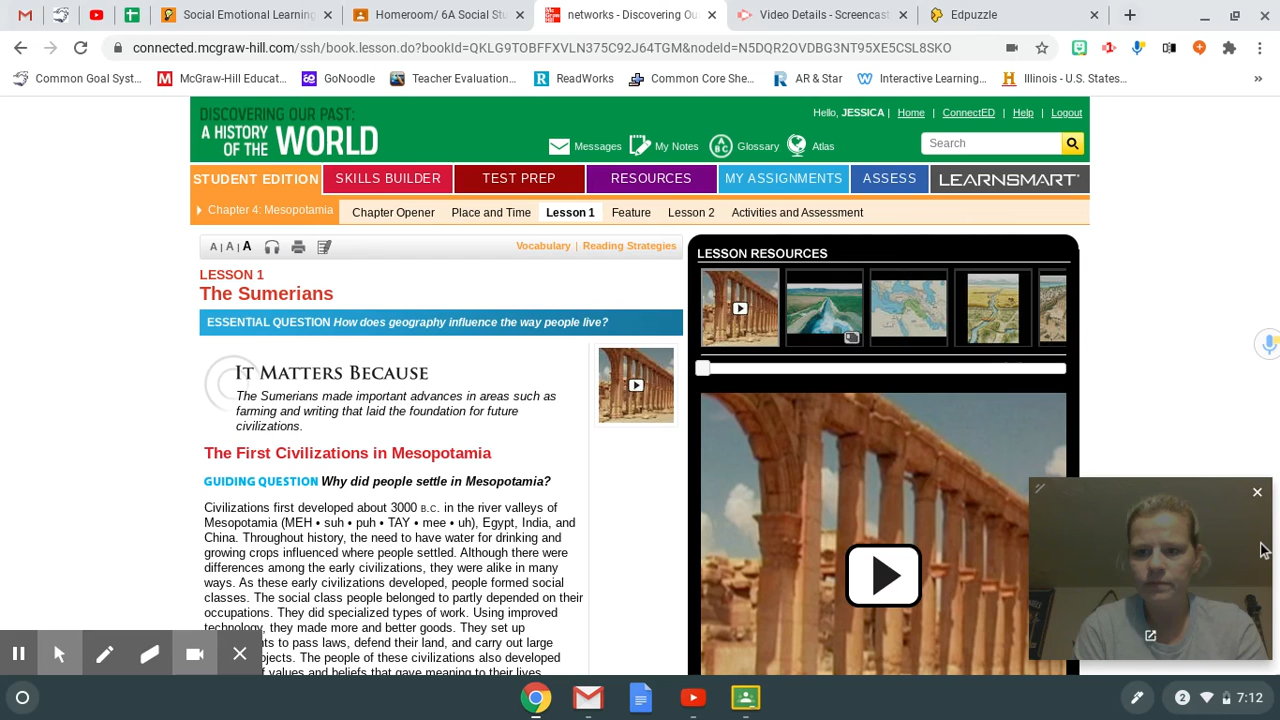 Social Emotional Learning
Homeroom/ 6A Social Stu
networks - Discovering Ou
Video Details - Screencast
Edpuzzle
connected.mcgraw-hill.com/ssh/book.lesson.do?bookId=QKLG9TOBFFXVLN375C92J64TGM&nodeId=N5DQR2OVDBG3NT95XE5CSL8SKO
Common Goal Syst...
McGraw-Hill Educat...
GoNoodle
Teacher Evaluation...
ReadWorks
Common Core She...
AR & Star
Interactive Learning...
Illinois - U.S. States...
»
DISCOVERING OUR PAST:
A HISTORY OF THE WORLD
Hello, JESSICA | Home | ConnectED | Help | Logout
Messages My Notes Glossary Atlas
Search
STUDENT EDITION SKILLS BUILDER TEST PREP RESOURCES MY ASSIGNMENTS ASSESS LEARNSMART
Chapter 4: Mesopotamia Chapter Opener Place and Time Lesson 1 Feature Lesson 2 Activities and Assessment
A | A | A
Vocabulary | Reading Strategies
LESSON 1
The Sumerians
ESSENTIAL QUESTION How does geography influence the way people live?
IT MATTERS BECAUSE
The Sumerians made important advances in areas such as
farming and writing that laid the foundation for future
civilizations.
The First Civilizations in Mesopotamia
GUIDING QUESTION Why did people settle in Mesopotamia?
Civilizations first developed about 3000 B.C. in the river valleys of
Mesopotamia (MEH • suh • puh • TAY • mee • uh), Egypt, India, and
China. Throughout history, the need to have water for drinking and
growing crops influenced where people settled. Although there were
differences among the early civilizations, they were alike in many
ways. As these early civilizations developed, people formed social
classes. The social class people belonged to partly depended on their
occupations. They did specialized types of work. Using improved
technology, they made more and better goods. They set up
nts to pass laws, defend their land, and carry out large
ojects. The people of these civilizations also developed
f values and beliefs that gave meaning to their lives.
LESSON RESOURCES
2
7:12